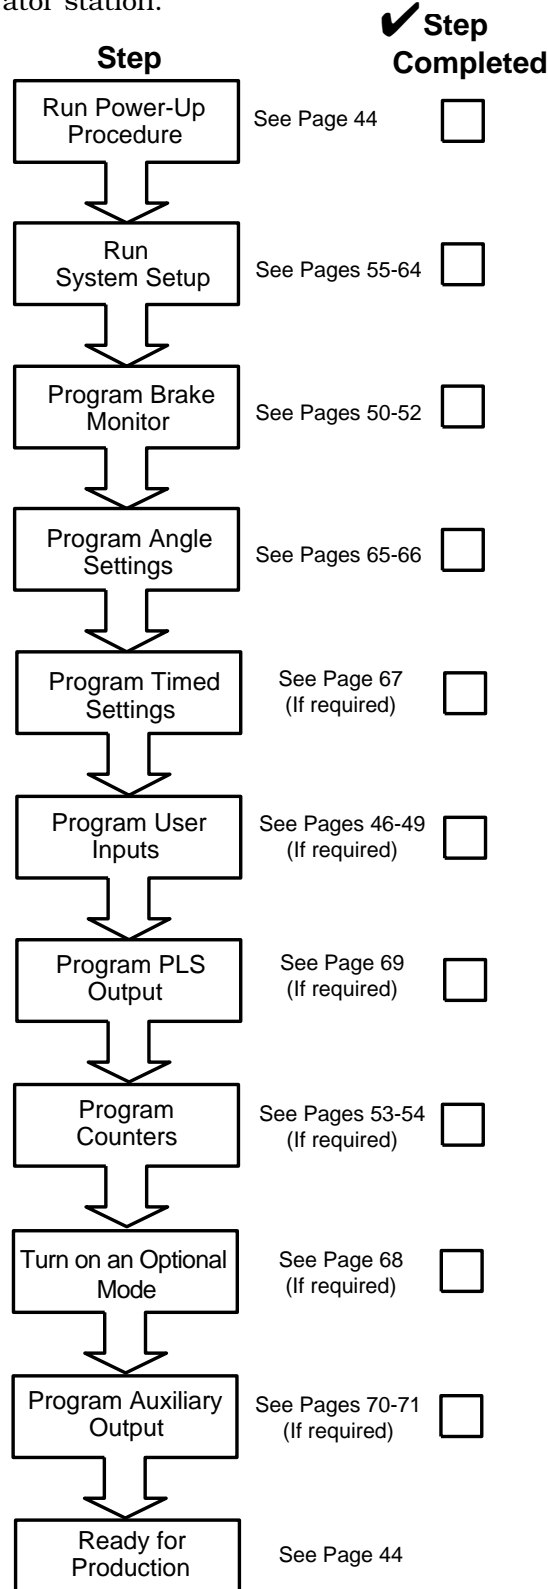 ator station.
Step
✔ Step
Completed
Run Power-Up
Procedure
See Page 44
Run
System Setup
See Pages 55-64
Program Brake
Monitor
See Pages 50-52
Program Angle
Settings
See Pages 65-66
Program Timed
Settings
See Page 67
(If required)
Program User
Inputs
See Pages 46-49
(If required)
Program PLS
Output
See Page 69
(If required)
Program
Counters
See Pages 53-54
(If required)
Turn on an Optional
Mode
See Page 68
(If required)
Program Auxiliary
Output
See Pages 70-71
(If required)
Ready for
Production
See Page 44